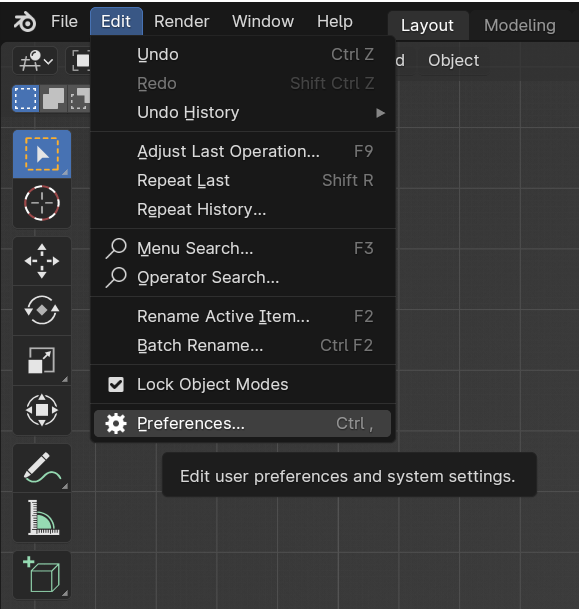 File Edit Render Window Help Layout Modeling
d Object
Undo Ctrl Z
Redo Shift Ctrl Z
Undo History
Adjust Last Operation... F9
Repeat Last Shift R
Repeat History...
Menu Search... F3
Operator Search...
Rename Active Item... F2
Batch Rename... Ctrl F2
Lock Object Modes
Preferences... Ctrl ,
Edit user preferences and system settings.